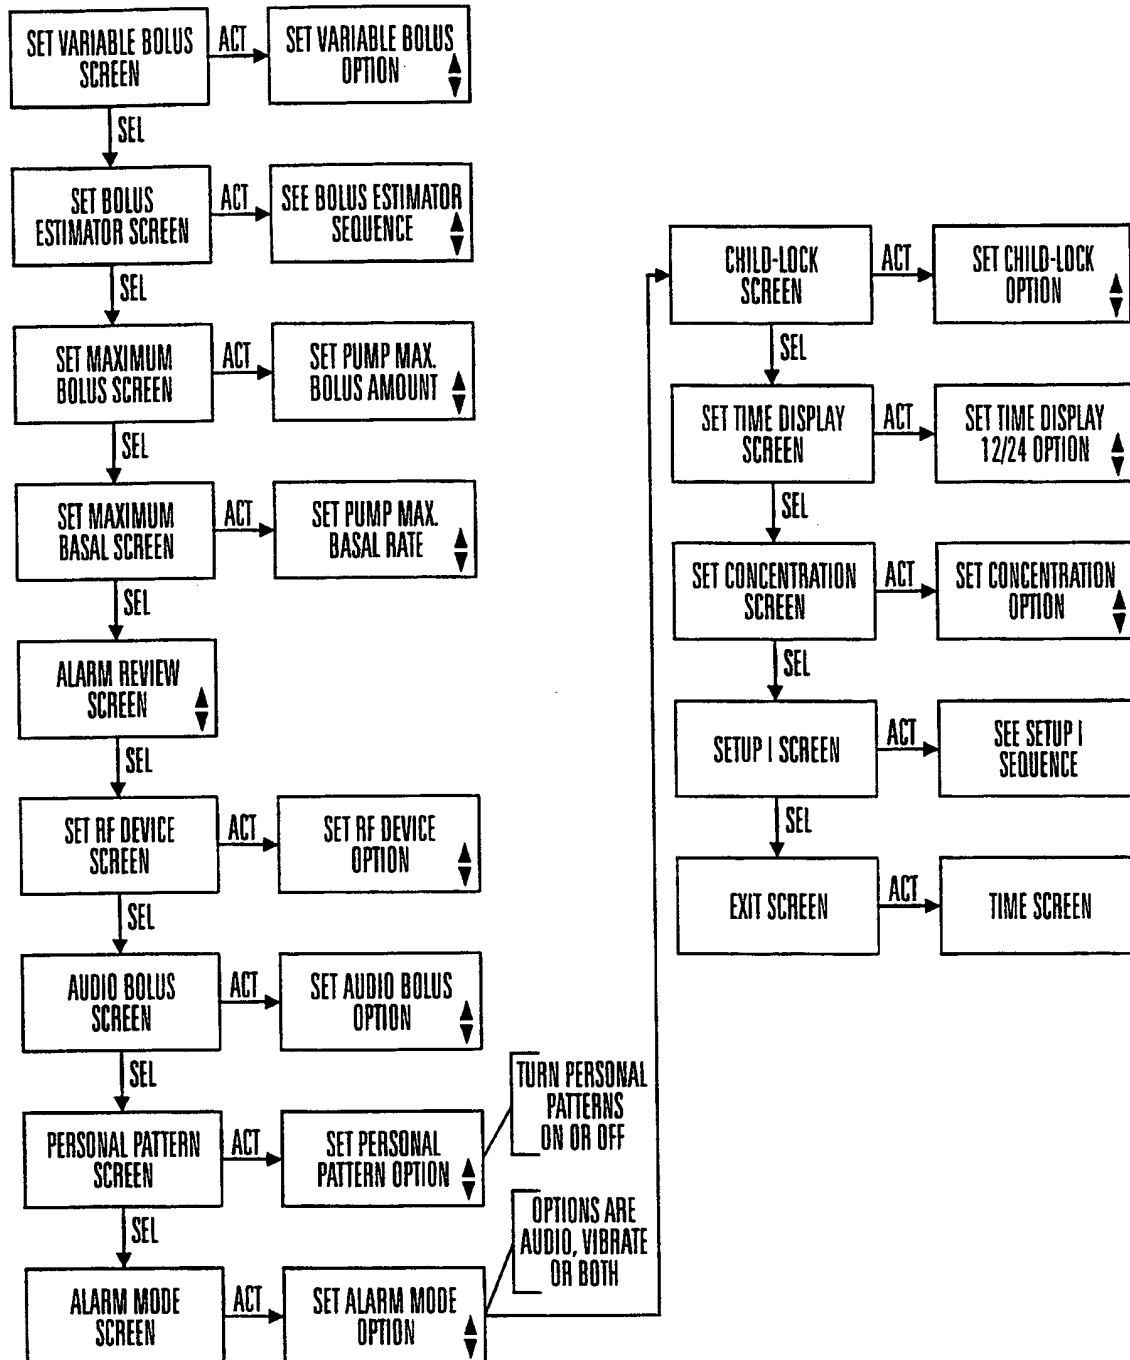 SET VARIABLE BOLUS
SCREEN
ACT
SET VARIABLE BOLUS
OPTION
SEL
SET BOLUS
ESTIMATOR SCREEN
ACT
SEE BOLUS ESTIMATOR
SEQUENCE
SEL
SET MAXIMUM
BOLUS SCREEN
ACT
SET PUMP MAX.
BOLUS AMOUNT
SEL
SET MAXIMUM
BASAL SCREEN
ACT
SET PUMP MAX.
BASAL RATE
SEL
ALARM REVIEW
SCREEN
SEL
SET RF DEVICE
SCREEN
ACT
SET RF DEVICE
OPTION
SEL
AUDIO BOLUS
SCREEN
ACT
SET AUDIO BOLUS
OPTION
SEL
PERSONAL PATTERN
SCREEN
ACT
SET PERSONAL
PATTERN OPTION
TURN PERSONAL
PATTERNS
ON OR OFF
SEL
ALARM MODE
SCREEN
ACT
SET ALARM MODE
OPTION
OPTIONS ARE
AUDIO, VIBRATE
OR BOTH
CHILD-LOCK
SCREEN
ACT
SET CHILD-LOCK
OPTION
SEL
SET TIME DISPLAY
SCREEN
ACT
SET TIME DISPLAY
12/24 OPTION
SEL
SET CONCENTRATION
SCREEN
ACT
SET CONCENTRATION
OPTION
SEL
SETUP I SCREEN
ACT
SEE SETUP I
SEQUENCE
SEL
EXIT SCREEN
ACT
TIME SCREEN